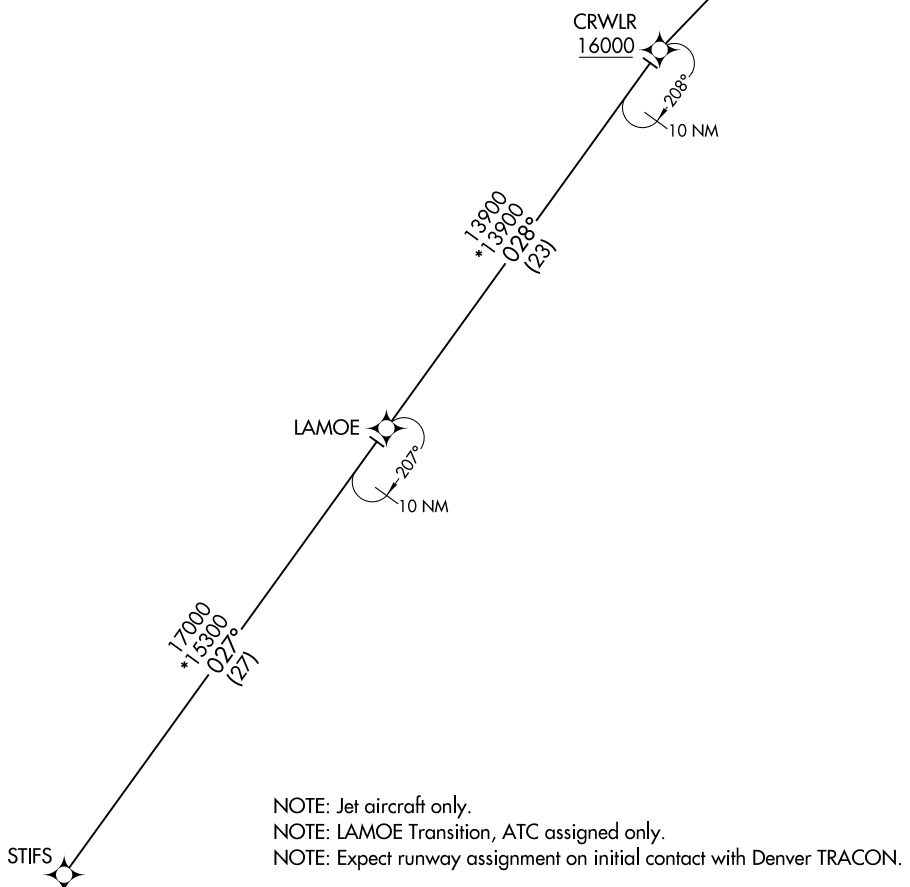 CRWLR
16000
208°
10 NM
13900
*13900
028°
(23)
LAMOE
207°
10 NM
17000
*15300
027°
(27)
NOTE: Jet aircraft only.
NOTE: LAMOE Transition, ATC assigned only.
NOTE: Expect runway assignment on initial contact with Denver TRACON.
STIFS